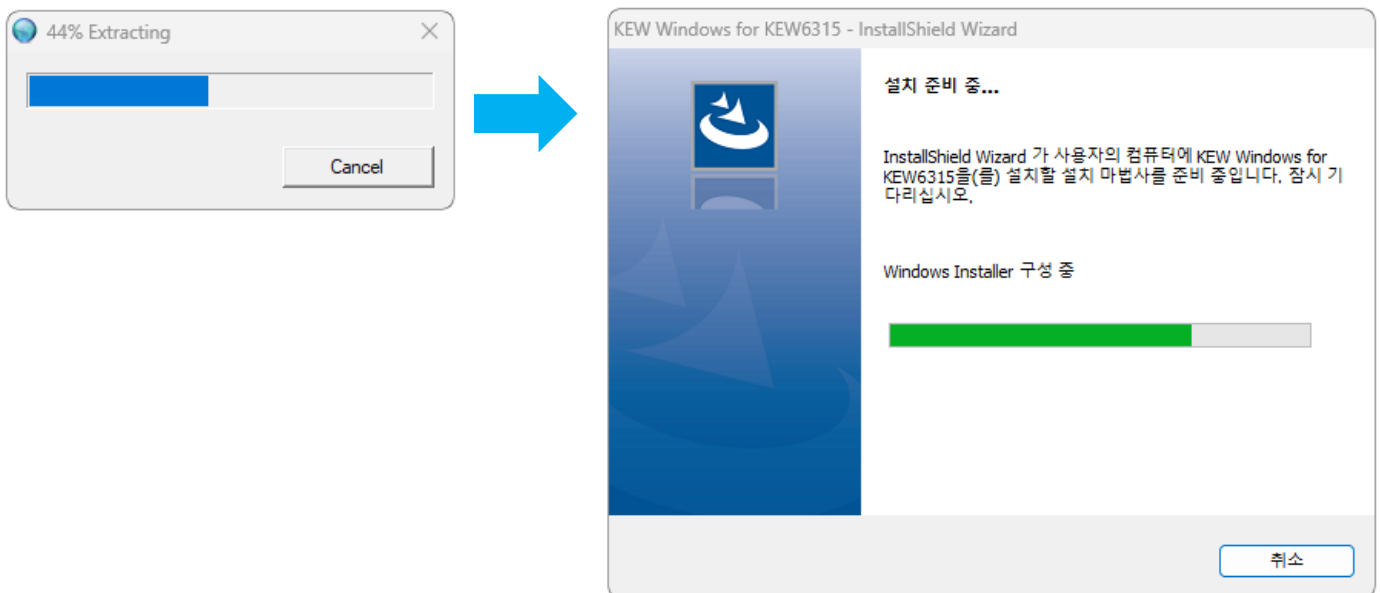 44% Extracting
Cancel
KEW Windows for KEW6315 - InstallShield Wizard
설치 준비 중...
InstallShield Wizard 가 사용자의 컴퓨터에 KEW Windows for
KEW6315을(를) 설치할 설치 마법사를 준비 중입니다. 잠시 기
다리십시오.
Windows Installer 구성 중
취소